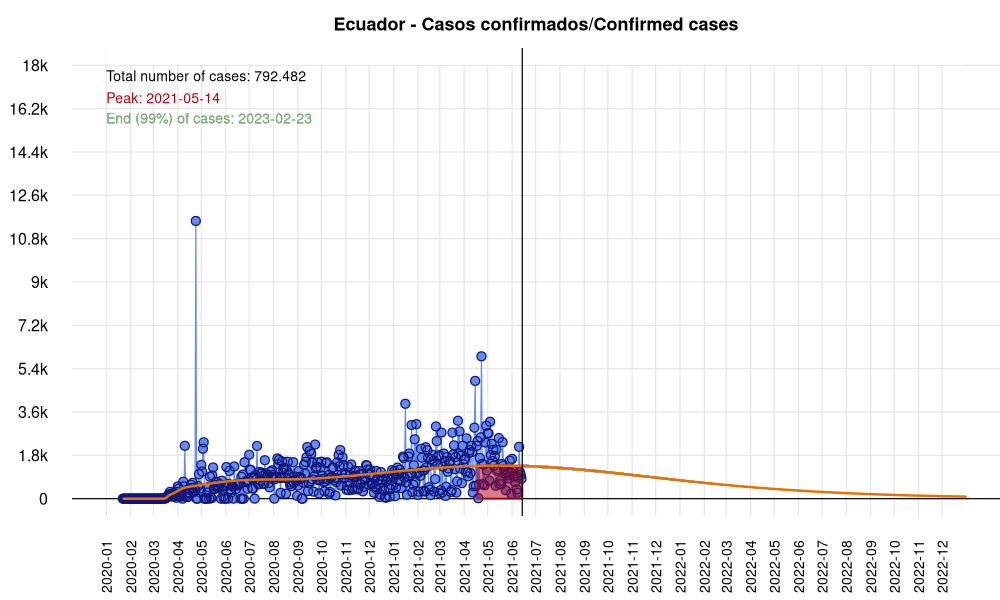 Ecuador - Casos confirmados/Confirmed cases
18k
16.2k
14.4k
12.6k
10.8k
9k
7.2k
5.4k
3.6k
1.8k
0
Total number of cases: 792.482
Peak: 2021-05-14
End (99%) of cases: 2023-02-23
2020-01
2020-02
2020-03
2020-04
2020-05
2020-06
2020-07
2020-08
2020-09
2020-10
2020-11
2020-12
2021-01
2021-02
2021-03
2021-04
2021-05
2021-06
2021-07
2021-08
2021-09
2021-10
2021-11
2021-12
2022-01
2022-02
2022-03
2022-04
2022-05
2022-06
2022-07
2022-08
2022-09
2022-10
2022-11
2022-12